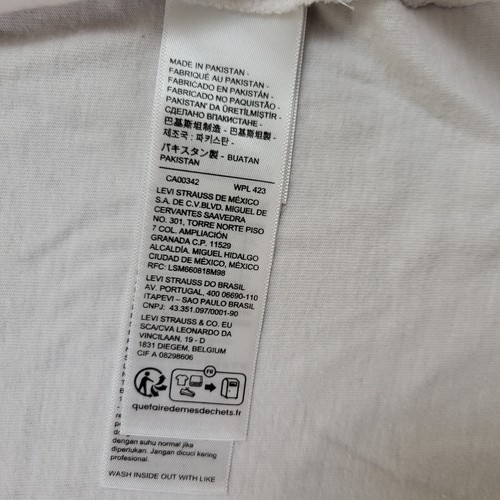 MADE IN PAKISTAN -
FABRIQUÉ AU PAKISTAN -
FABRICADO EN PAKISTÁN -
FABRICADO NO PAQUISTÃO -
PAKİSTAN' DA ÜRETİLMİŞTİR -
СДЕЛАНО ВПАКИСТАНЕ -
巴基斯坦制造 - 巴基斯坦製 -
제조국 : 파키스탄 -
パキスタン製 - BUATAN
PAKISTAN
CA00342 WPL 423
LEVI STRAUSS DE MÉXICO
S.A. DE C.V.BLVD. MIGUEL DE
CERVANTES SAAVEDRA
NO. 301, TORRE NORTE PISO
7 COL. AMPLIACIÓN
GRANADA C.P. 11529
ALCALDÍA. MIGUEL HIDALGO
CIUDAD DE MÉXICO, MÉXICO
RFC: LSM660818M98
LEVI STRAUSS DO BRASIL
AV. PORTUGAL, 400 06690-110
ITAPEVI – SAO PAULO BRASIL
CNPJ: 43.351.097/0001-90
LEVI STRAUSS & CO. EU
SCA/CVA LEONARDO DA
VINCILAAN, 19 - D
1831 DIEGEM, BELGIUM
CIF A 08298606
FR
quefairedemesdechets.fr
dengan suhu normal jika
diperlukan. Jangan dicuci kering
profesional.
WASH INSIDE OUT WITH LIKE